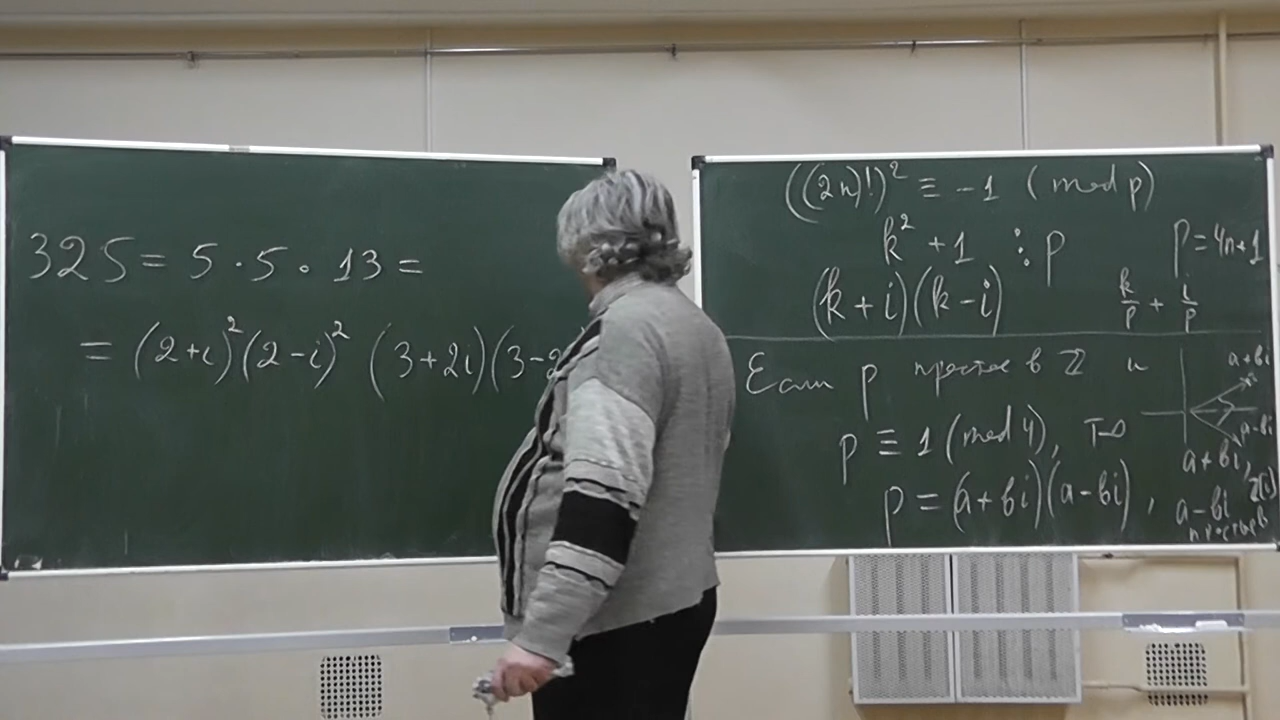 325 = 5 · 5 · 13 =
= (2+i)²(2-i)² (3+2i)(3-2
((2n)!)² ≡ -1 (mod p)
k² + 1 ⋮ p p = 4n+1
(k+i)(k-i) k/p + i/p
Если p простое в ℤ и
p ≡ 1 (mod 4), то
p = (a+bi)(a-bi),
a+bi
a-bi
a+bi,
a-bi
простые в ℤ[i]